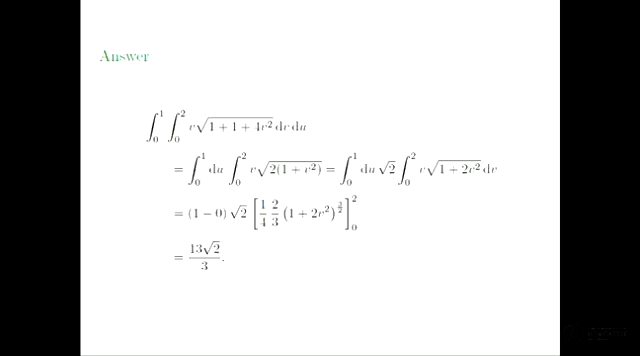 Answer
∫₀¹ ∫₀² v√(1 + 1 + 4v²) dv du
= ∫₀¹ du ∫₀² v√(2(1 + v²)) = ∫₀¹ du √2 ∫₀² v√(1 + 2v²) dv
= (1 − 0) √2 [1/4 2/3 (1 + 2v²)^(3/2)]₀²
= 13√2/3.